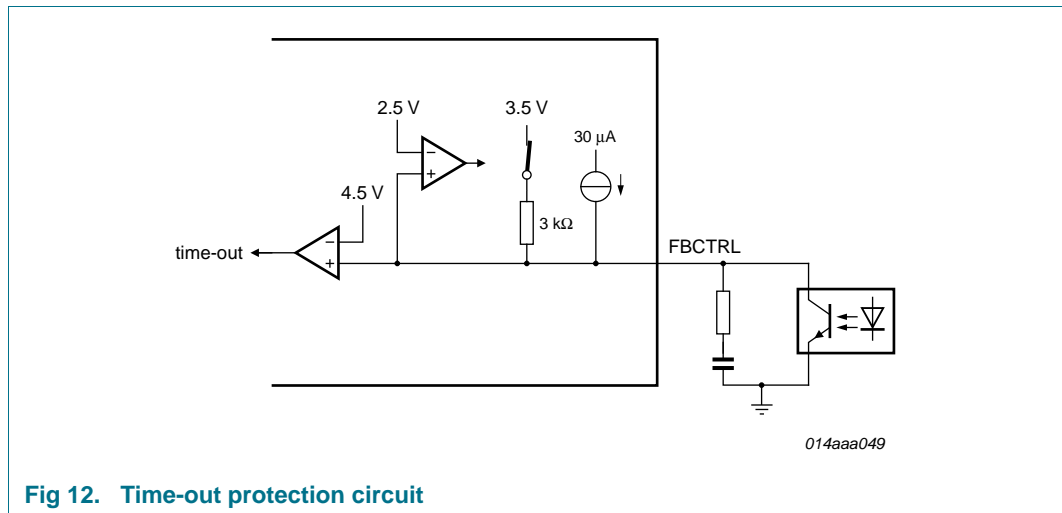 2.5 V
3.5 V
30 μA
−
+
4.5 V
3 kΩ
FBCTRL
time-out
−
+
014aaa049
Fig 12. Time-out protection circuit